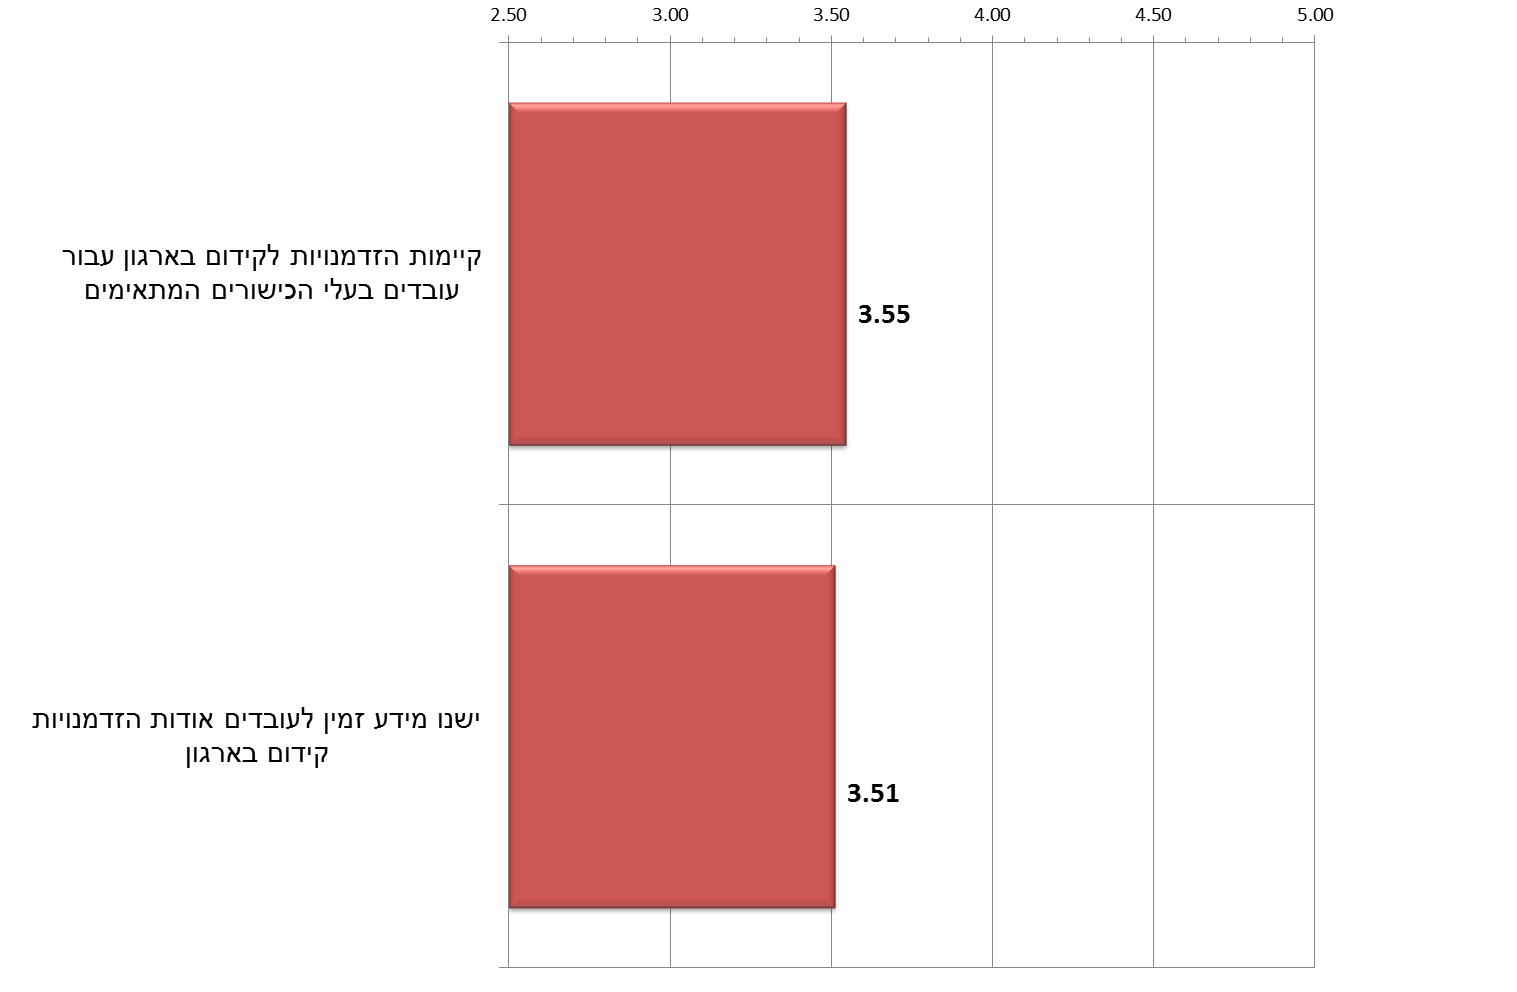 2.50 3.00 3.50 4.00 4.50 5.00
קיימות הזדמנויות לקידום בארגון עבור
עובדים בעלי הכישורים המתאימים
3.55
ישנו מידע זמין לעובדים אודות הזדמנויות
קידום בארגון
3.51